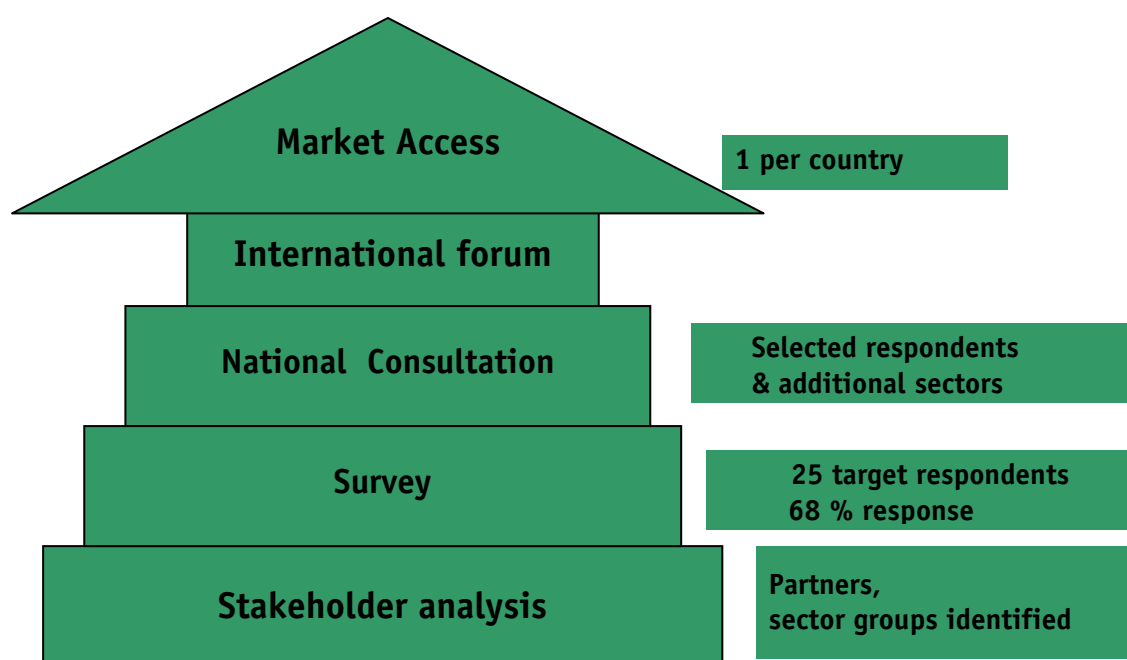 Market Access
1 per country
International forum
National Consultation
Selected respondents
& additional sectors
Survey
25 target respondents
68 % response
Stakeholder analysis
Partners,
sector groups identified